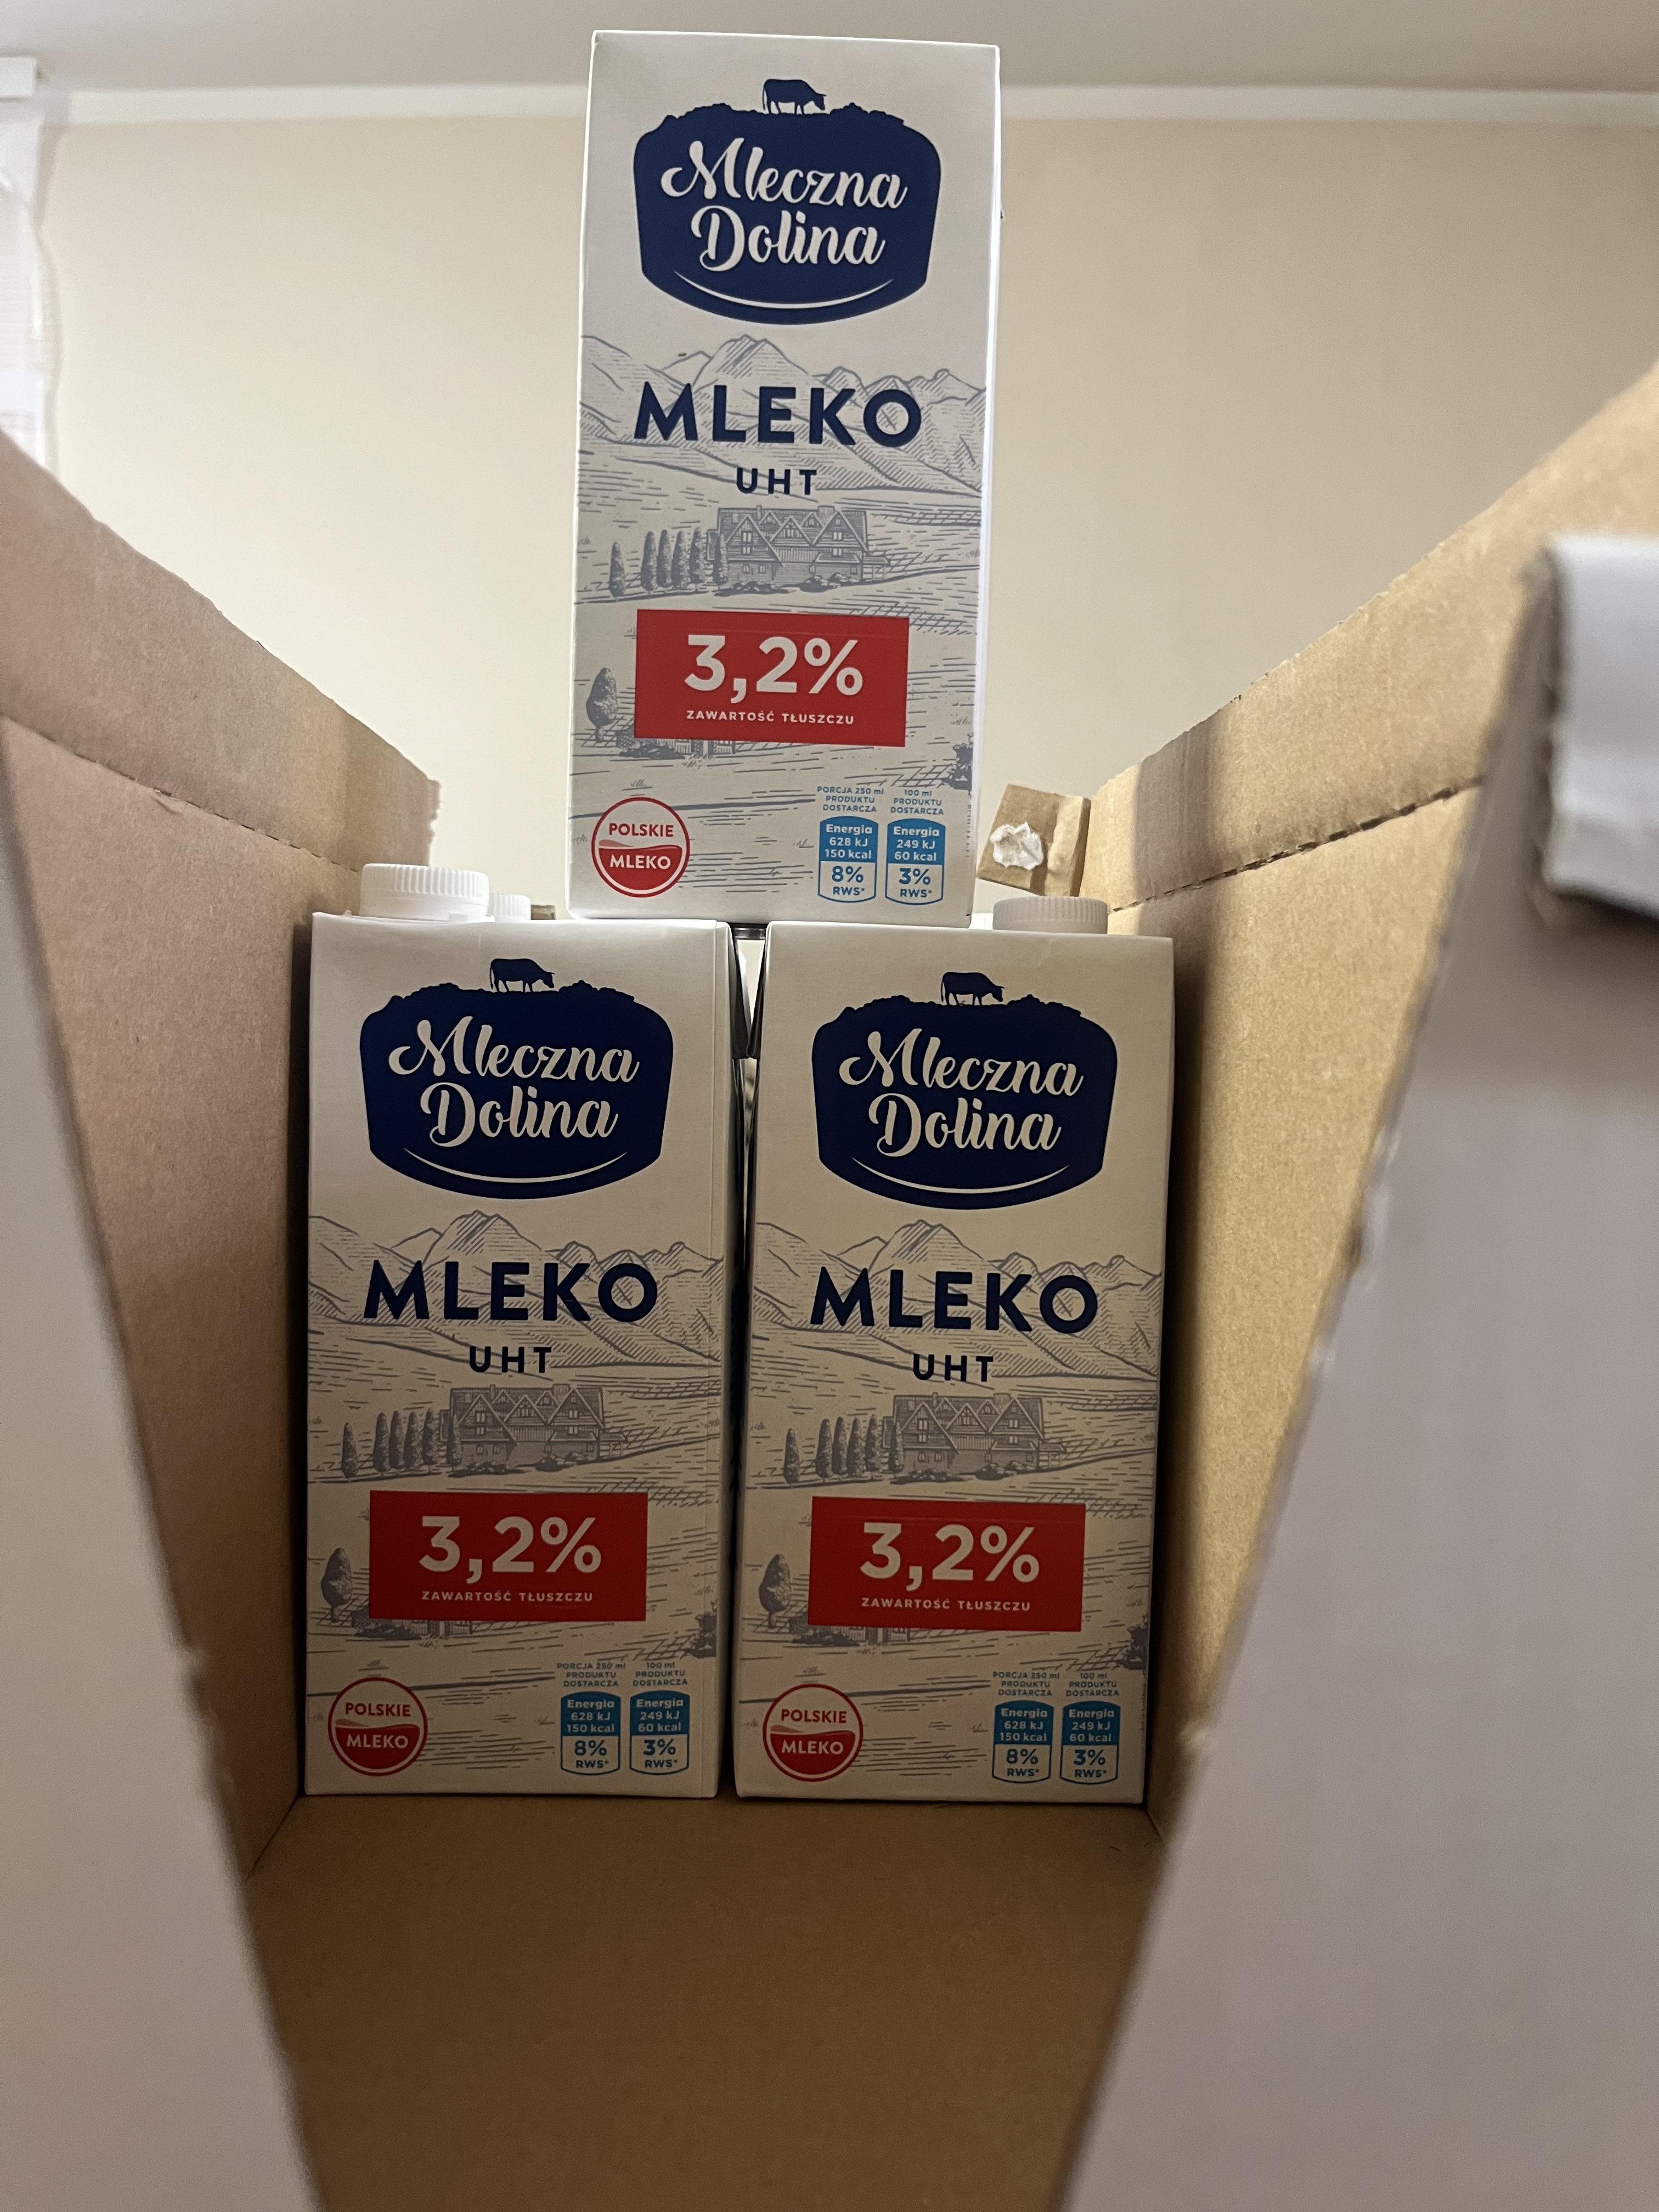 Mleczna
Dolina
MLEKO
UHT
3,2%
ZAWARTOŚĆ TŁUSZCZU
POLSKIE
MLEKO
PORCJA 250 ml
PRODUKTU
DOSTARCZA
Energia
628 kJ
150 kcal
8%
RWS*
100 ml
PRODUKTU
DOSTARCZA
Energia
249 kJ
60 kcal
3%
RWS*
Mleczna
Dolina
MLEKO
UHT
3,2%
ZAWARTOŚĆ TŁUSZCZU
POLSKIE
MLEKO
PORCJA 250 ml
PRODUKTU
DOSTARCZA
Energia
628 kJ
150 kcal
8%
RWS*
100 ml
PRODUKTU
DOSTARCZA
Energia
249 kJ
60 kcal
3%
RWS*
Mleczna
Dolina
MLEKO
UHT
3,2%
ZAWARTOŚĆ TŁUSZCZU
POLSKIE
MLEKO
PORCJA 250 ml
PRODUKTU
DOSTARCZA
Energia
628 kJ
150 kcal
8%
RWS*
100 ml
PRODUKTU
DOSTARCZA
Energia
249 kJ
60 kcal
3%
RWS*